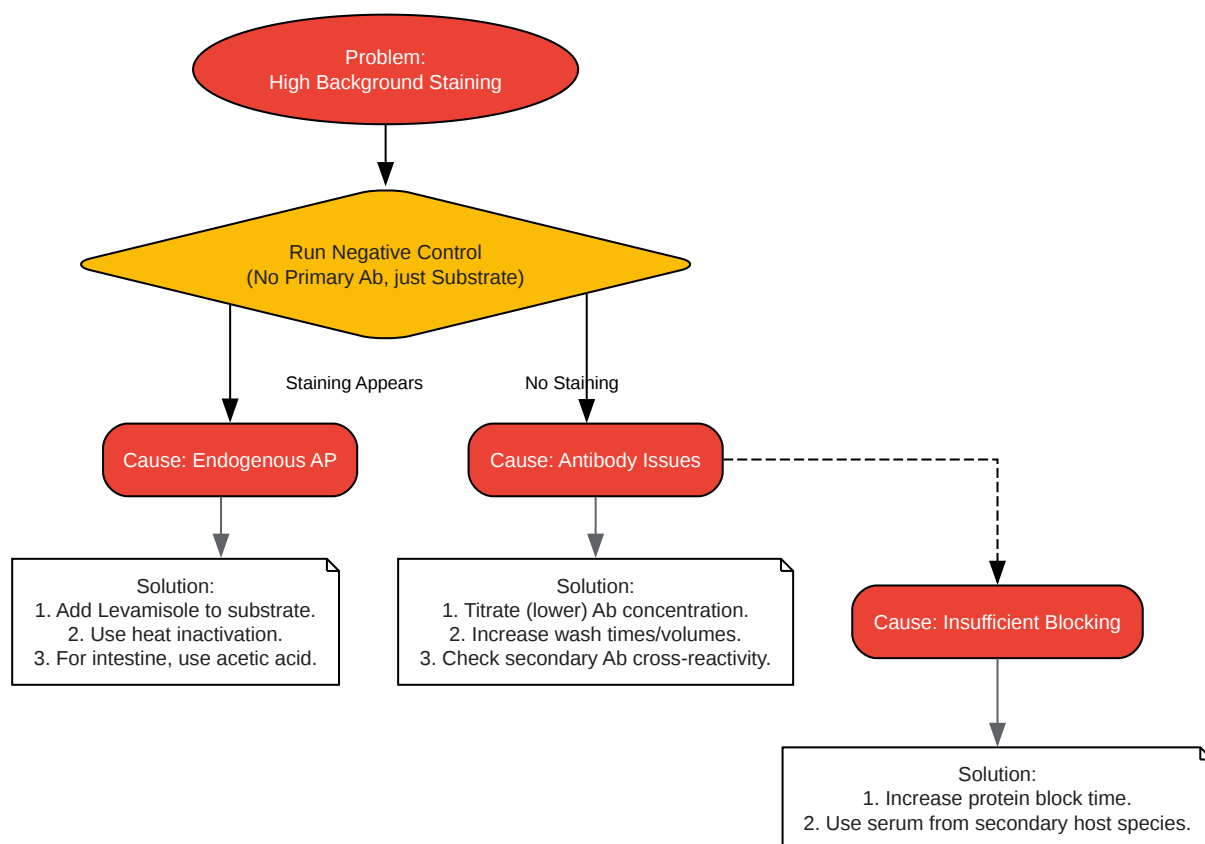 Problem:
High Background Staining
Run Negative Control
(No Primary Ab, just Substrate)
Staining Appears
No Staining
Cause: Endogenous AP
Cause: Antibody Issues
Solution:
1. Add Levamisole to substrate.
2. Use heat inactivation.
3. For intestine, use acetic acid.
Solution:
1. Titrate (lower) Ab concentration.
2. Increase wash times/volumes.
3. Check secondary Ab cross-reactivity.
Cause: Insufficient Blocking
Solution:
1. Increase protein block time.
2. Use serum from secondary host species.